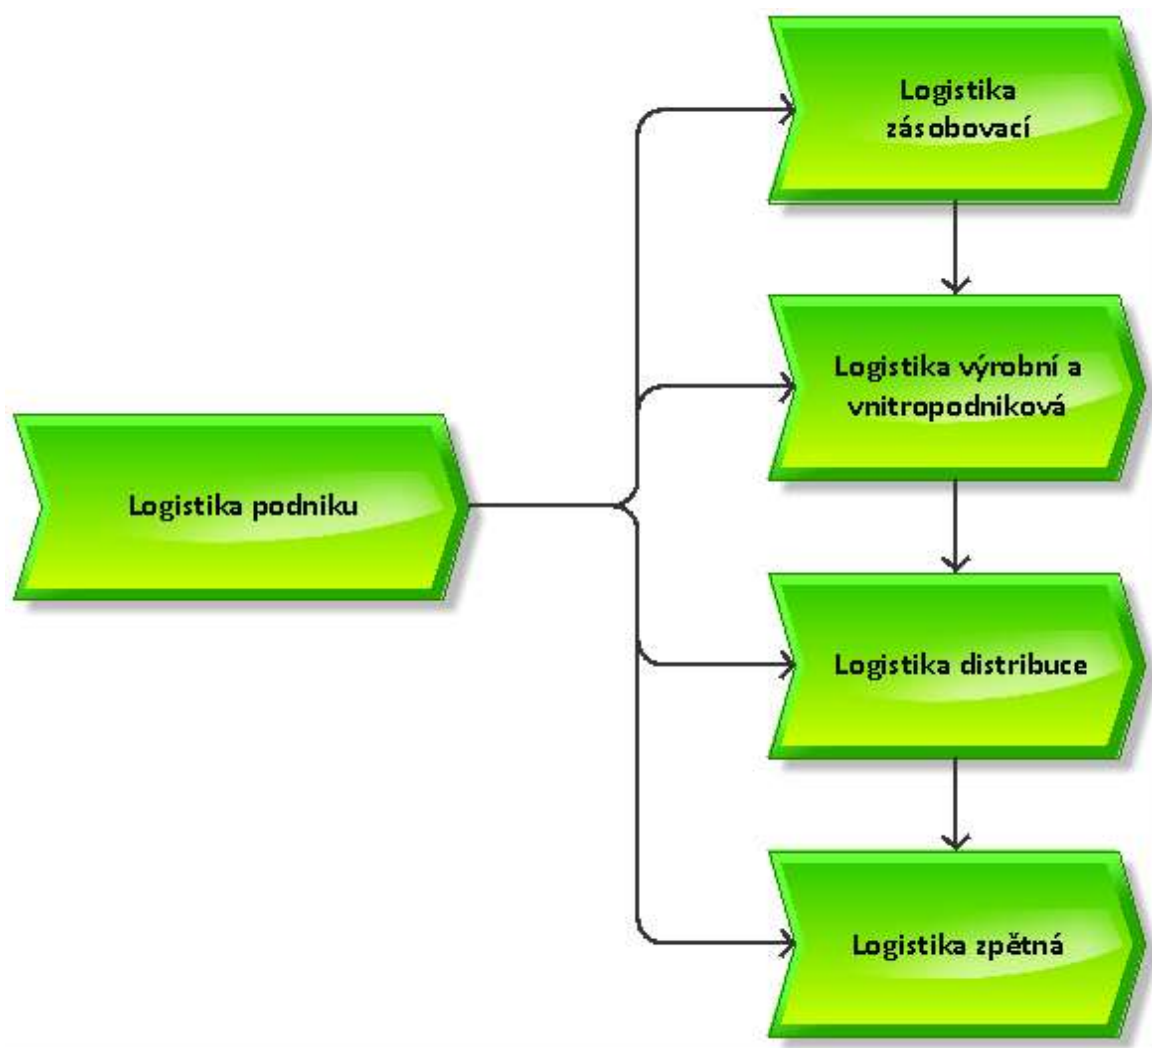 Logistika
zásobovací
Logistika výrobní a
vnitropodniková
Logistika podniku
Logistika distribuce
Logistika zpětná